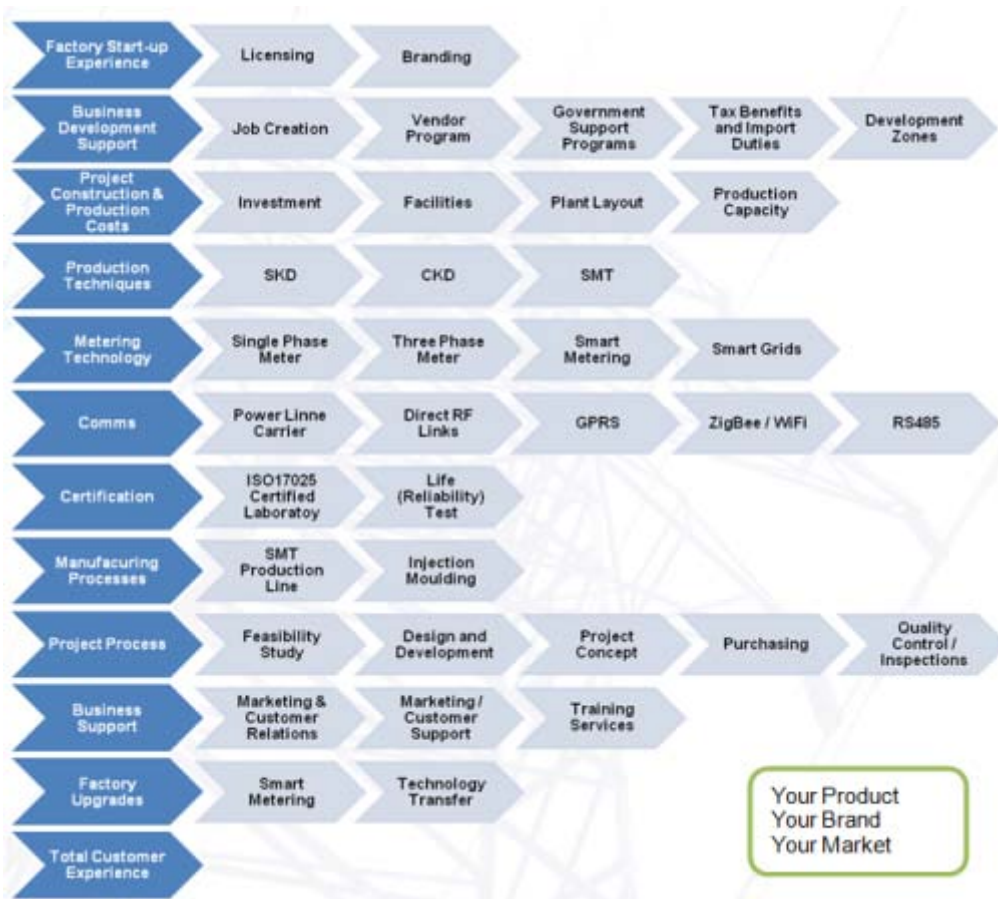 Factory Start-up
Experience
Licensing
Branding
Business
Development
Support
Job Creation
Vendor
Program
Government
Support
Programs
Tax Benefits
and Import
Duties
Development
Zones
Project
Construction &
Production
Costs
Investment
Facilities
Plant Layout
Production
Capacity
Production
Techniques
SKD
CKD
SMT
Metering
Technology
Single Phase
Meter
Three Phase
Meter
Smart
Metering
Smart Grids
Comms
Power Linne
Carrier
Direct RF
Links
GPRS
ZigBee / WiFi
RS485
Certification
ISO17025
Certified
Laboratoy
Life
(Reliability)
Test
Manufacuring
Processes
SMT
Production
Line
Injection
Moulding
Project Process
Feasibility
Study
Design and
Development
Project
Concept
Purchasing
Quality
Control /
Inspections
Business
Support
Marketing &
Customer
Relations
Marketing /
Customer
Support
Training
Services
Factory
Upgrades
Smart
Metering
Technology
Transfer
Total Customer
Experience
Your Product
Your Brand
Your Market